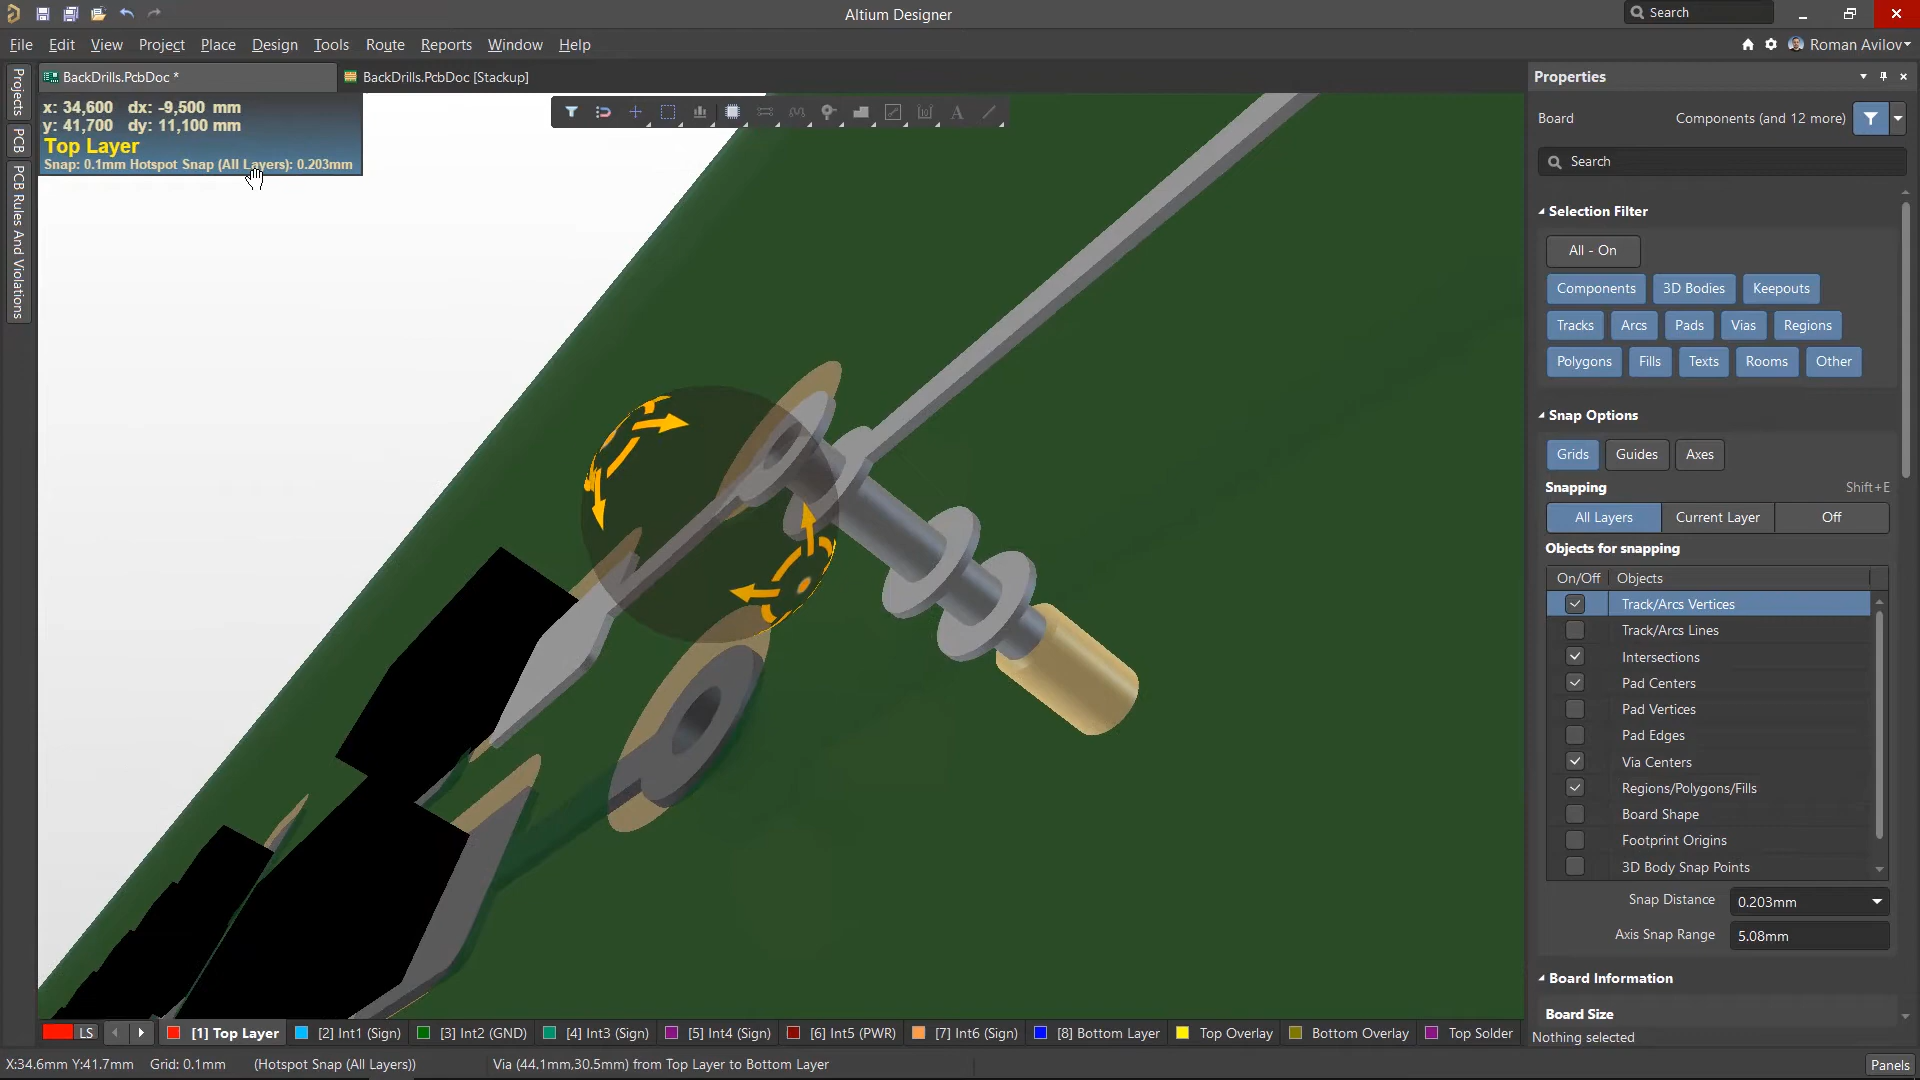 Altium Designer
Search
File Edit View Project Place Design Tools Route Reports Window Help
Roman Avilov
Projects
PCB
PCB Rules And Violations
BackDrills.PcbDoc *
BackDrills.PcbDoc [Stackup]
x: 34,600 dx: -9,500 mm
y: 41,700 dy: 11,100 mm
Top Layer
Snap: 0.1mm Hotspot Snap (All Layers): 0.203mm
Properties
Board
Components (and 12 more)
Search
Selection Filter
All - On
Components 3D Bodies Keepouts
Tracks Arcs Pads Vias Regions
Polygons Fills Texts Rooms Other
Snap Options
Grids Guides Axes
Snapping
Shift+E
All Layers Current Layer Off
Objects for snapping
On/Off Objects
Track/Arcs Vertices
Track/Arcs Lines
Intersections
Pad Centers
Pad Vertices
Pad Edges
Via Centers
Regions/Polygons/Fills
Board Shape
Footprint Origins
3D Body Snap Points
Snap Distance 0.203mm
Axis Snap Range 5.08mm
Board Information
Board Size
Nothing selected
LS [1] Top Layer [2] Int1 (Sign) [3] Int2 (GND) [4] Int3 (Sign) [5] Int4 (Sign) [6] Int5 (PWR) [7] Int6 (Sign) [8] Bottom Layer Top Overlay Bottom Overlay Top Solder
X:34.6mm Y:41.7mm Grid: 0.1mm (Hotspot Snap (All Layers)) Via (44.1mm,30.5mm) from Top Layer to Bottom Layer
Panels